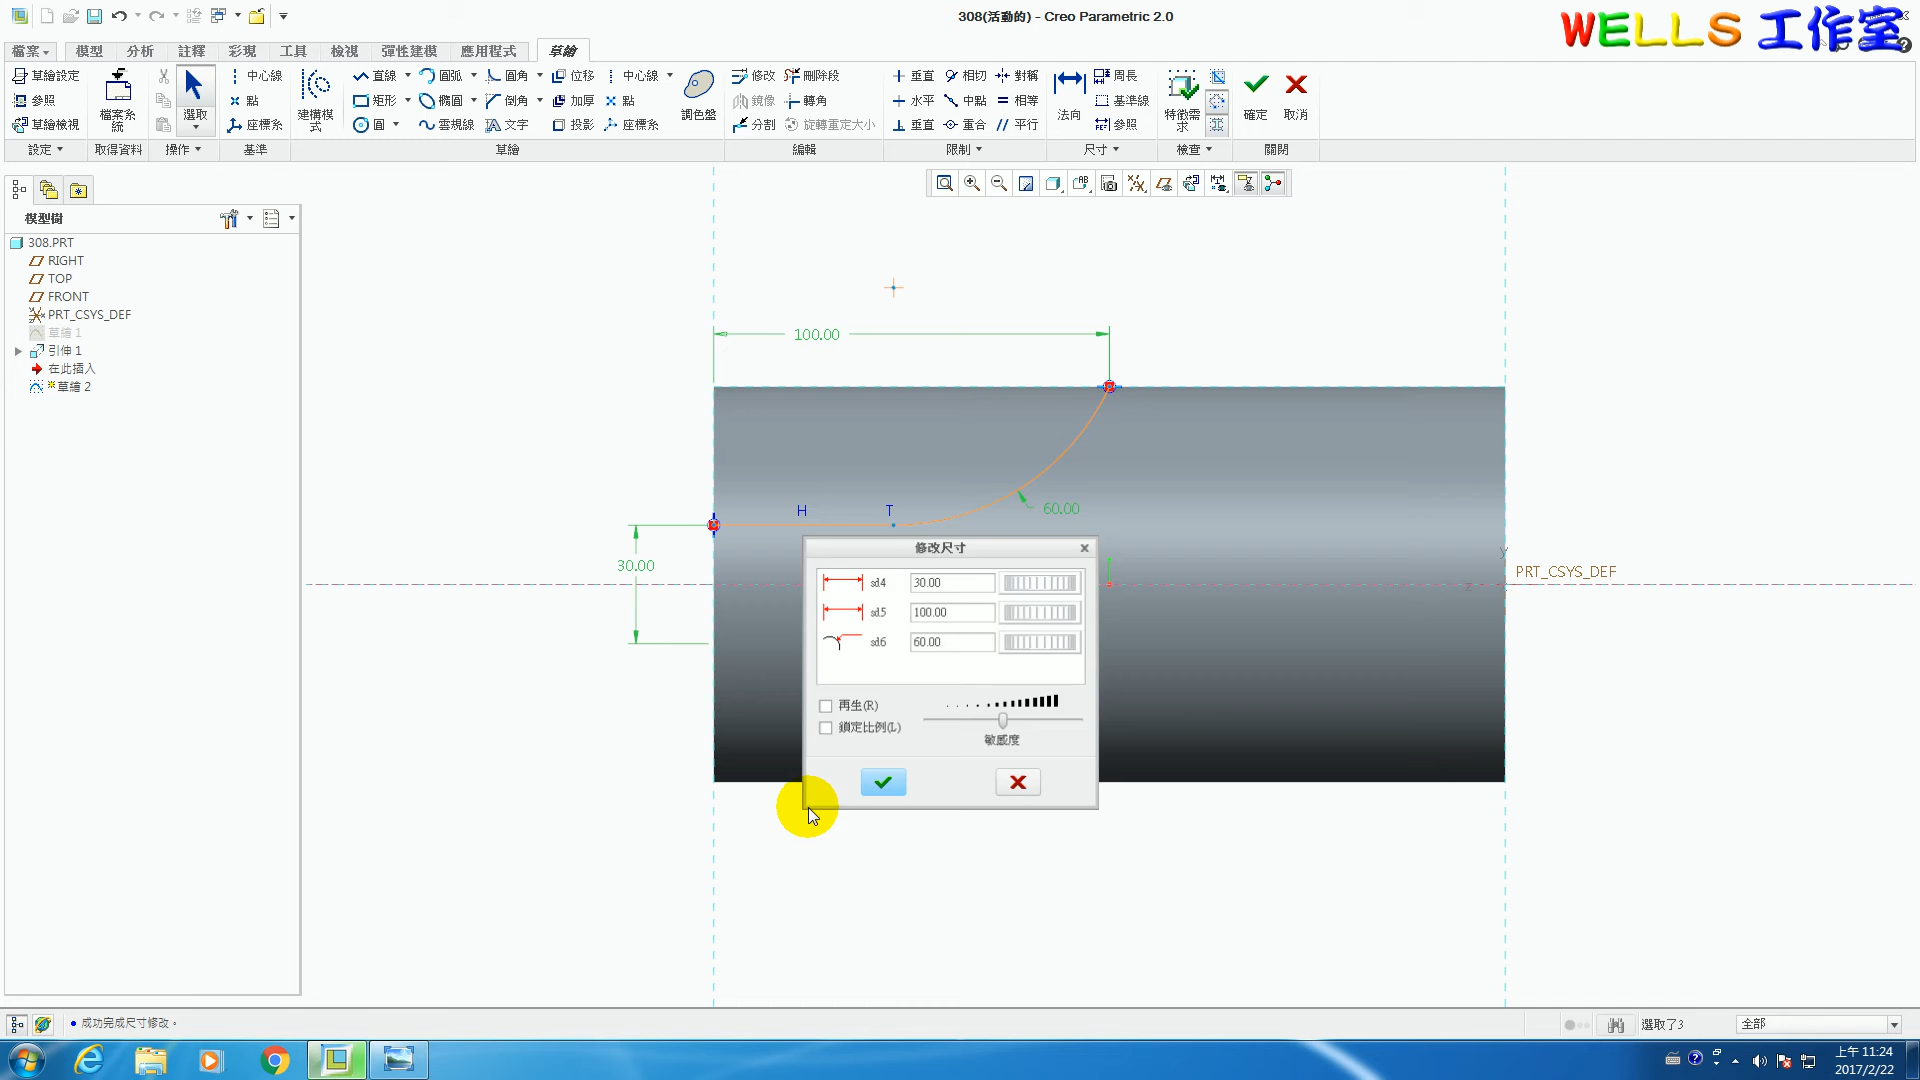 308(活動的) - Creo Parametric 2.0
WELLS 工作室
檔案 模型 分析 註釋 彩現 工具 檢視 彈性建模 應用程式 草繪
草繪設定
參照
草繪檢視
檔案系統
選取
中心線
點
座標系
建構模式
直線 圓弧 圓角 位移 中心線
矩形 橢圓 倒角 加厚 點
圓 雲規線 文字 投影 座標系
調色盤
修改 刪除段
鏡像 轉角
分割 旋轉重定大小
垂直 相切 對稱
水平 中點 相等
垂直 重合 平行
法向
周長
基準線
參照
特徵需求
確定
取消
設定 取得資料 操作 基準 草繪 編輯 限制 尺寸 檢查 關閉
模型樹
308.PRT
RIGHT
TOP
FRONT
PRT_CSYS_DEF
草繪 1
引伸 1
在此插入
草繪 2
100.00
H
T
60.00
30.00
Y
Z
PRT_CSYS_DEF
修改尺寸
sd4 30.00
sd5 100.00
sd6 60.00
再生(R)
鎖定比例(L)
敏感度
成功完成尺寸修改。
選取了3
全部
上午 11:24
2017/2/22